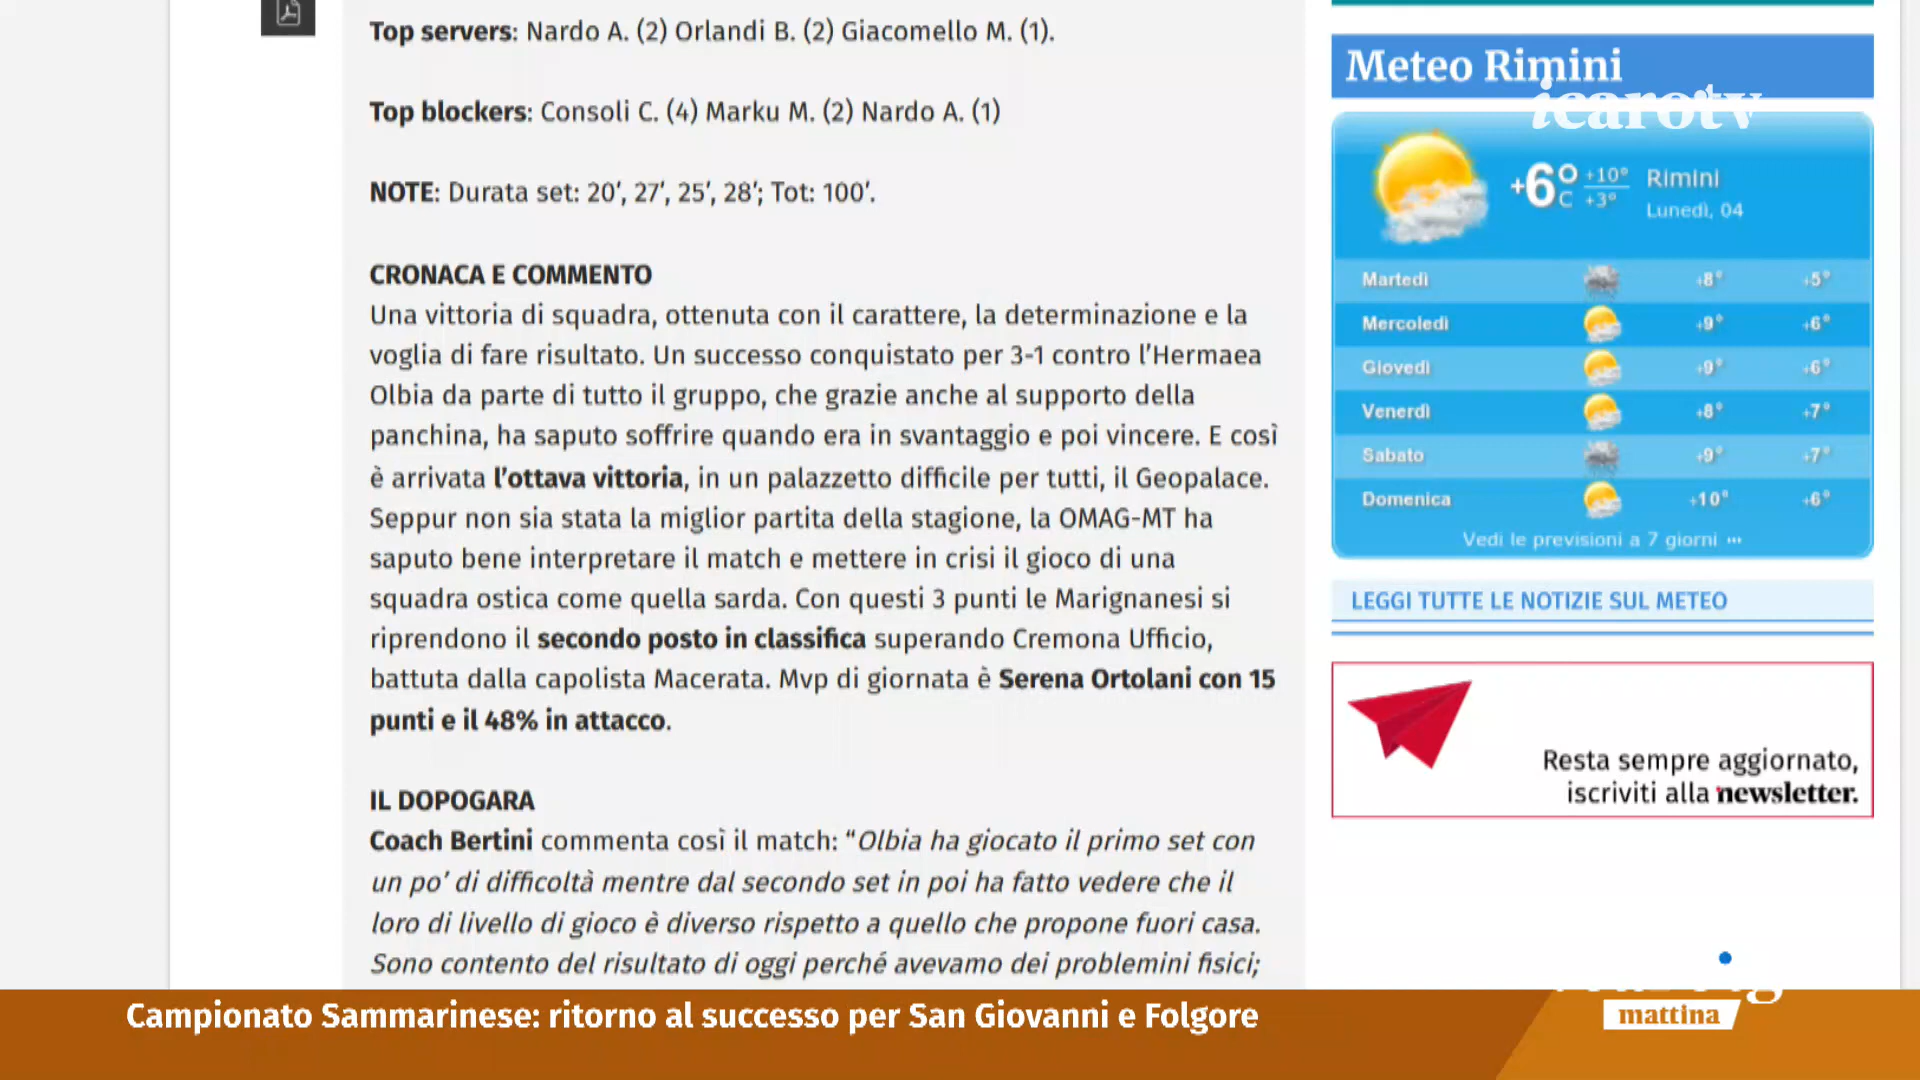 Top servers: Nardo A. (2) Orlandi B. (2) Giacomello M. (1).
Top blockers: Consoli C. (4) Marku M. (2) Nardo A. (1)
NOTE: Durata set: 20’, 27’, 25’, 28’; Tot: 100’.
CRONACA E COMMENTO
Una vittoria di squadra, ottenuta con il carattere, la determinazione e la
voglia di fare risultato. Un successo conquistato per 3-1 contro l’Hermaea
Olbia da parte di tutto il gruppo, che grazie anche al supporto della
panchina, ha saputo soffrire quando era in svantaggio e poi vincere. E così
è arrivata l’ottava vittoria, in un palazzetto difficile per tutti, il Geopalace.
Seppur non sia stata la miglior partita della stagione, la OMAG-MT ha
saputo bene interpretare il match e mettere in crisi il gioco di una
squadra ostica come quella sarda. Con questi 3 punti le Marignanesi si
riprendono il secondo posto in classifica superando Cremona Ufficio,
battuta dalla capolista Macerata. Mvp di giornata è Serena Ortolani con 15
punti e il 48% in attacco.
IL DOPOGARA
Coach Bertini commenta così il match: “Olbia ha giocato il primo set con
un po’ di difficoltà mentre dal secondo set in poi ha fatto vedere che il
loro di livello di gioco è diverso rispetto a quello che propone fuori casa.
Sono contento del risultato di oggi perché avevamo dei problemini fisici;
Meteo Rimini
icarotv
+6°C +10° +3° Rimini
Lunedì, 04
Martedì +8° +5°
Mercoledì +9° +6°
Giovedì +9° +6°
Venerdì +8° +7°
Sabato +9° +7°
Domenica +10° +6°
Vedi le previsioni a 7 giorni
LEGGI TUTTE LE NOTIZIE SUL METEO
Resta sempre aggiornato,
iscriviti alla newsletter.
Campionato Sammarinese: ritorno al successo per San Giovanni e Folgore
mattina